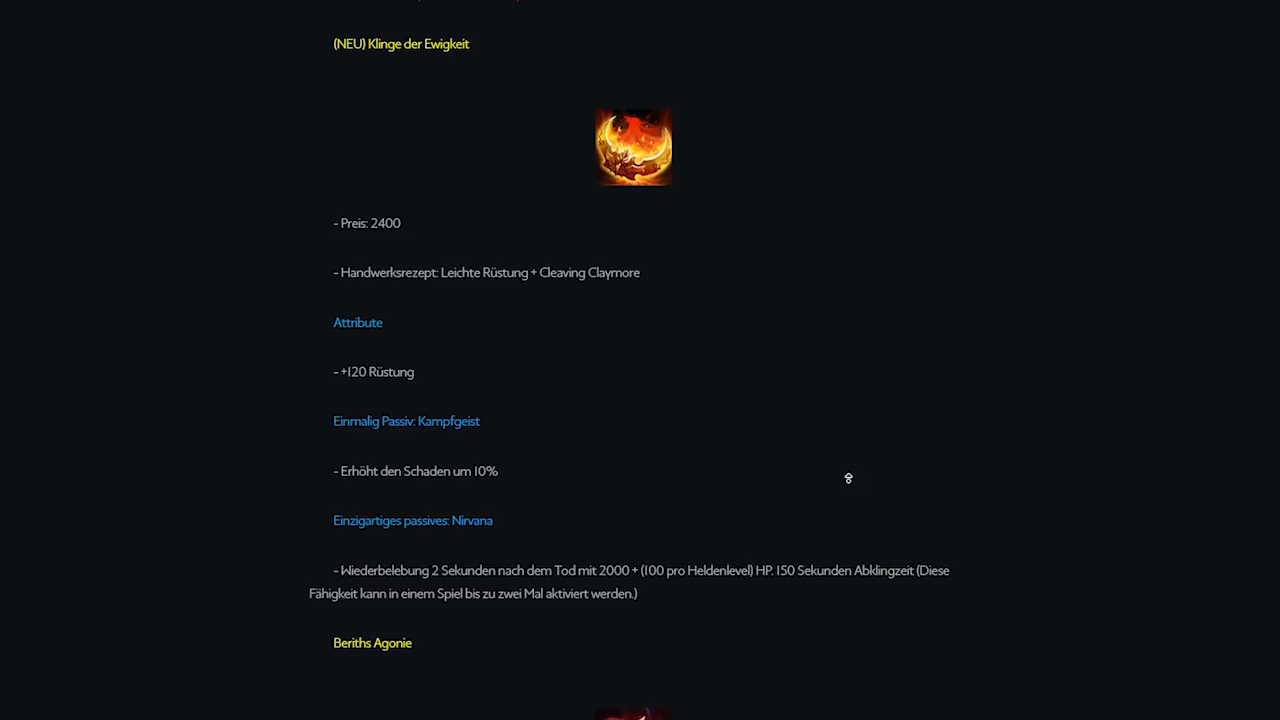 (NEU) Klinge der Ewigkeit
- Preis: 2400
- Handwerksrezept: Leichte Rüstung + Cleaving Claymore
Attribute
- +120 Rüstung
Einmalig Passiv: Kampfgeist
- Erhöht den Schaden um 10%
Einzigartiges passives: Nirvana
- Wiederbelebung 2 Sekunden nach dem Tod mit 2000 + (100 pro Heldenlevel) HP. 150 Sekunden Abklingzeit (Diese
Fähigkeit kann in einem Spiel bis zu zwei Mal aktiviert werden.)
Beriths Agonie